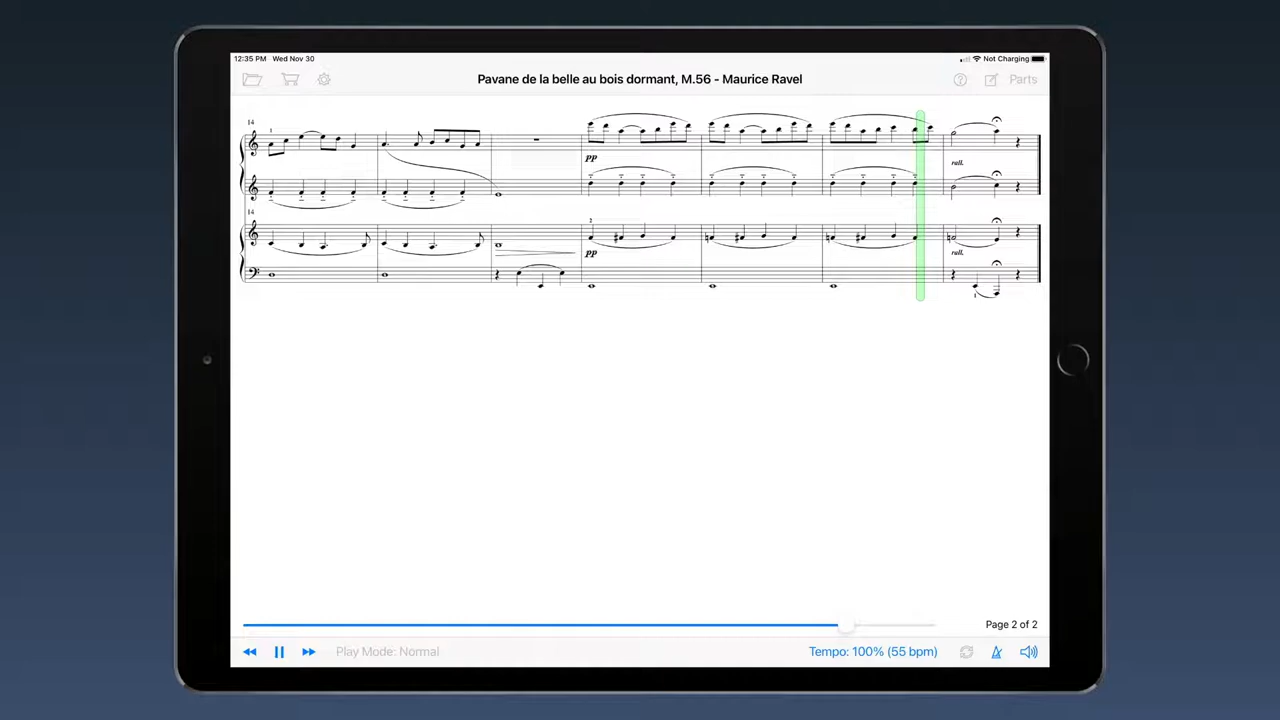 12:35 PM Wed Nov 30
Not Charging
Pavane de la belle au bois dormant, M.56 - Maurice Ravel
Parts
14
1
pp
rall.
14
2
pp
rall.
1
Page 2 of 2
Play Mode: Normal
Tempo: 100% (55 bpm)